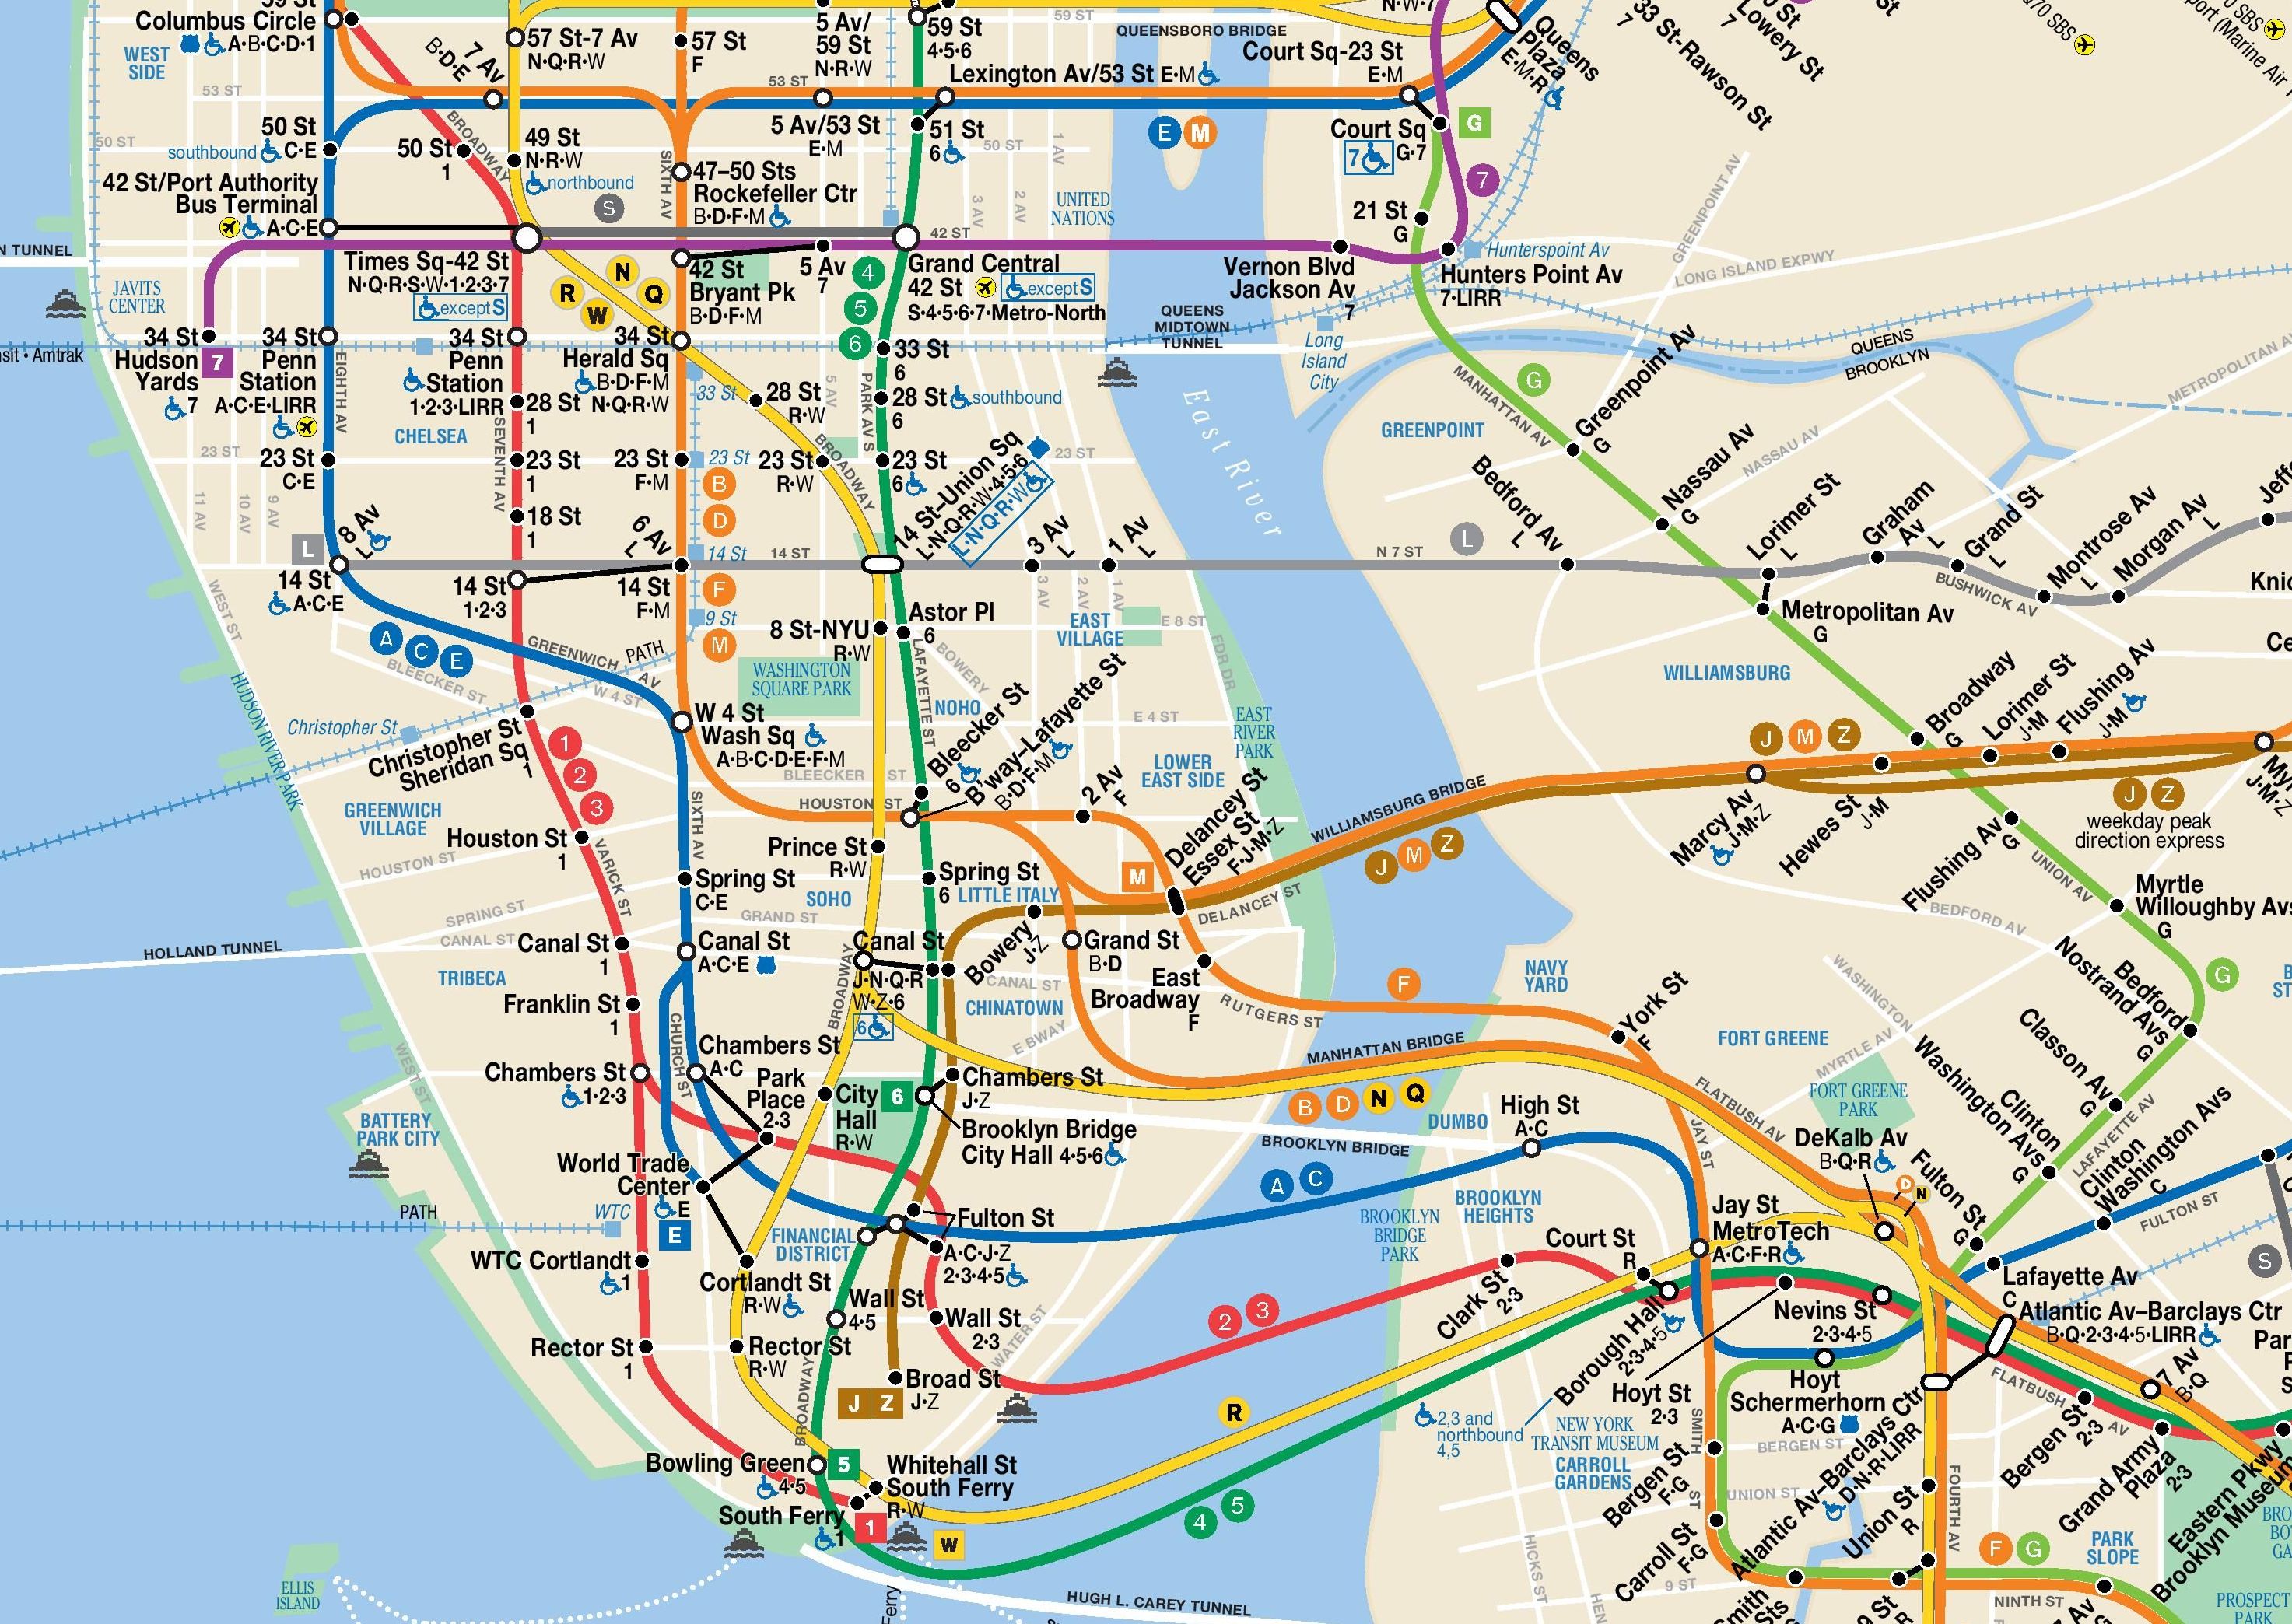 Columbus Circle
A•B•C•D•1
WEST
SIDE
7 Av
B•D•E
57 St-7 Av
N•Q•R•W
57 St
F
5 Av/
59 St
N•R•W
59 St
4•5•6
59 ST
QUEENSBORO BRIDGE
N•W•7
Court Sq-23 St
E•M
Queens
Plaza
E•M•R
33 St-Rawson St
7
Lowery St
7
Q70 SBS
Lexington Av/53 St E•M
53 ST
53 ST
50 St
southbound C•E
50 ST
50 St
1
BROADWAY
49 St
N•R•W
northbound
S
SIXTH AV
47–50 Sts
Rockefeller Ctr
B•D•F•M
5 Av/53 St
E•M
51 St
6
50 ST
1 AV
2 AV
3 AV
UNITED
NATIONS
E M
Court Sq
G•7
7
G
7
21 St
G
42 St/Port Authority
Bus Terminal
A•C•E
N TUNNEL
JAVITS
CENTER
Times Sq-42 St
N•Q•R•S•W•1•2•3•7
except S
R N Q W
42 St
Bryant Pk
B•D•F•M
5 Av
7
42 ST
4
5
6
Grand Central
42 St except S
S•4•5•6•7•Metro-North
Vernon Blvd
Jackson Av
7
Hunterspoint Av
Hunters Point Av
7•LIRR
GREENPOINT AV
LONG ISLAND EXPWY
QUEENS
MIDTOWN
TUNNEL
Long
Island
City
QUEENS
BROOKLYN
METROPOLITAN AV
sit • Amtrak
34 St
Hudson
Yards
7
7
34 St
Penn
Station
A•C•E•LIRR
EIGHTH AV
34 St
Penn
Station
1•2•3•LIRR
CHELSEA
34 St
Herald Sq
B•D•F•M
N•Q•R•W
33 St
28 St
1
28 St
R•W
5 AV
PARK AV S
33 St
6
28 St southbound
6
East River
MANHATTAN AV
G
Greenpoint Av
G
GREENPOINT
23 ST
23 St
C•E
SEVENTH AV
23 St
1
23 St
F•M
23 St
23 St
R•W
BROADWAY
23 St
6
23 ST
14 St-Union Sq
L•N•Q•R•W•4•5•6
L•N•Q•R•W
11 AV
10 AV
9 AV
8 Av
L
L
18 St
1
6 Av
L
B
D
14 St
14 ST
3 Av
L
1 Av
L
N 7 ST
L
Bedford Av
L
Nassau Av
G
NASSAU AV
Lorimer St
L
Graham
Av
L
Grand St
L
Montrose Av
L
Morgan Av
L
BUSHWICK AV
14 St
A•C•E
14 St
1•2•3
14 St
F•M
F
M
9 St
3 AV
2 AV
1 AV
WEST ST
A C E
GREENWICH
AV
PATH
BLEECKER ST
W 4 ST
8 St-NYU
R•W
Astor Pl
6
EAST
VILLAGE
E 8 ST
LAFAYETTE ST
BOWERY
FDR DR
WASHINGTON
SQUARE PARK
NOHO
HUDSON RIVER PARK
Christopher St
Christopher St
Sheridan Sq
1
1
2
3
W 4 St
Wash Sq
A•B•C•D•E•F•M
BLEECKER ST
Bleecker St
6
B'way–Lafayette St
B•D•F•M
E 4 ST
EAST
RIVER
PARK
LOWER
EAST SIDE
HOUSTON ST
2 Av
F
Metropolitan Av
G
WILLIAMSBURG
Broadway
G
Lorimer St
J•M
Flushing Av
J•M
J M Z
GREENWICH
VILLAGE
Houston St
1
HOUSTON ST
VARICK ST
SIXTH AV
Spring St
C•E
Prince St
R•W
SOHO
Spring St
6
LITTLE ITALY
M
Delancey St
Essex St
F•J•M•Z
WILLIAMSBURG BRIDGE
J M Z
DELANCEY ST
Marcy Av
J•M•Z
Hewes St
J•M
J Z
weekday peak
direction express
Flushing Av
G
UNION AV
BEDFORD AV
Myrtle
Willoughby Avs
G
SPRING ST
CANAL ST
GRAND ST
HOLLAND TUNNEL
Canal St
1
TRIBECA
Canal St
A•C•E
Canal St
J•N•Q•R
W•Z•6
6
BROADWAY
Bowery
J•Z
CANAL ST
CHINATOWN
Grand St
B•D
East
Broadway
F
RUTGERS ST
E BWAY
F
NAVY
YARD
York St
F
WASHINGTON
Nostrand Avs
Bedford
G
G
Franklin St
1
CHURCH ST
Chambers St
1•2•3
Chambers St
A•C
Park
Place
2•3
City
Hall
R•W
6
Chambers St
J•Z
Brooklyn Bridge
City Hall 4•5•6
MANHATTAN BRIDGE
B D N Q
DUMBO
BROOKLYN BRIDGE
High St
A•C
FORT GREENE
MYRTLE AV
FORT GREENE
PARK
FLATBUSH AV
JAY ST
DeKalb Av
B•Q•R
D N
Fulton St
G
Classon Av
G
Washington Avs
Clinton
G
LAFAYETTE AV
Clinton
Washington Avs
C
FULTON ST
S
WEST ST
BATTERY
PARK CITY
PATH
World Trade
Center
E
E
WTC
A C
FINANCIAL
DISTRICT
Fulton St
A•C•J•Z
2•3•4•5
BROOKLYN
HEIGHTS
BROOKLYN
BRIDGE
PARK
Court St
R
Jay St
MetroTech
A•C•F•R
WTC Cortlandt
1
Cortlandt St
R•W
Wall St
4•5
Wall St
2•3
WATER ST
2 3
Clark St
2•3
Borough Hall
2•3•4•5
Nevins St
2•3•4•5
Lafayette Av
C
Atlantic Av–Barclays Ctr
B•Q•2•3•4•5•LIRR
Rector St
1
Rector St
R•W
BROADWAY
Broad St
J•Z
J Z
R
2,3 and
northbound
4,5
NEW YORK
TRANSIT MUSEUM
Hoyt St
2•3
Hoyt
Schermerhorn
A•C•G
FLATBUSH AV
7 Av
B•Q
Bergen St
2•3
Grand Army
Plaza
2•3
Eastern Pkwy
Brooklyn Museum
Bowling Green
4•5
5
Whitehall St
South Ferry
R•W
South Ferry
1
1
W
4 5
CARROLL
GARDENS
SMITH ST
Bergen St
F•G
BERGEN ST
UNION ST
Atlantic Av–Barclays Ctr
D•N•R•LIRR
Union St
R
FOURTH AV
Carroll St
F•G
F G
PARK
SLOPE
9 ST
NINTH ST
PROSPECT
PARK
HICKS ST
ELLIS
ISLAND
HUGH L. CAREY TUNNEL
Ferry
Smith